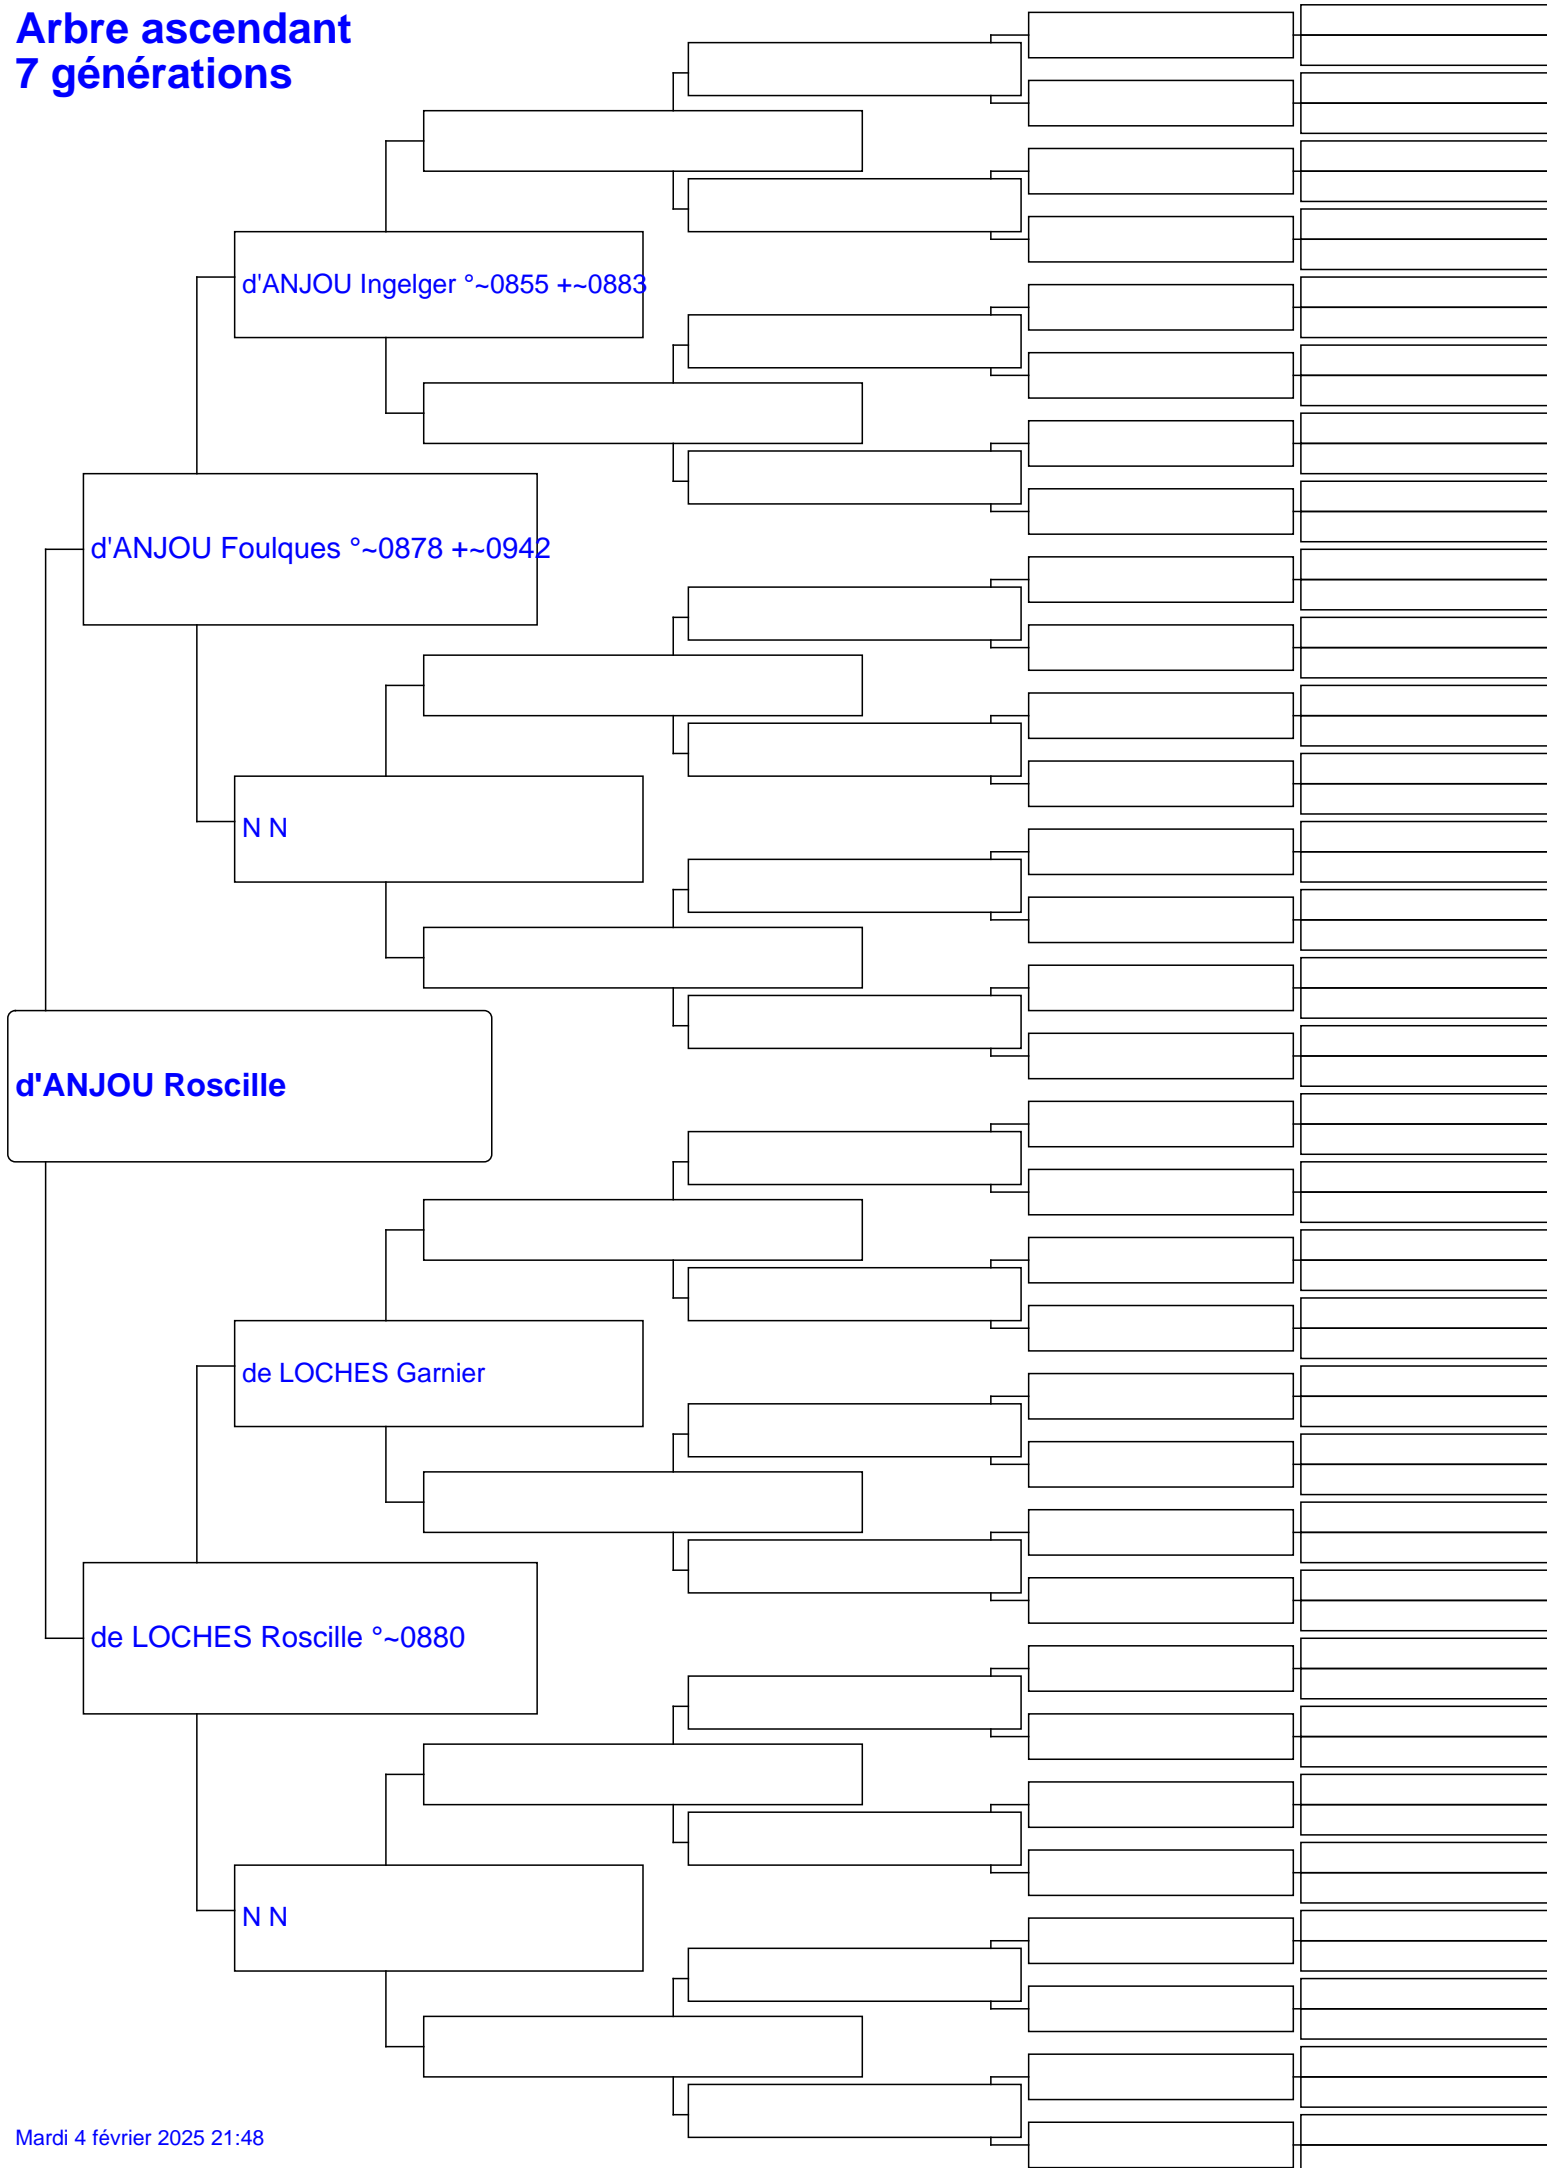 Arbre ascendant
7 générations
d'ANJOU Ingelger °~0855 +~0883
d'ANJOU Foulques °~0878 +~0942
N N
d'ANJOU Roscille
de LOCHES Garnier
de LOCHES Roscille °~0880
N N
Mardi 4 février 2025 21:48